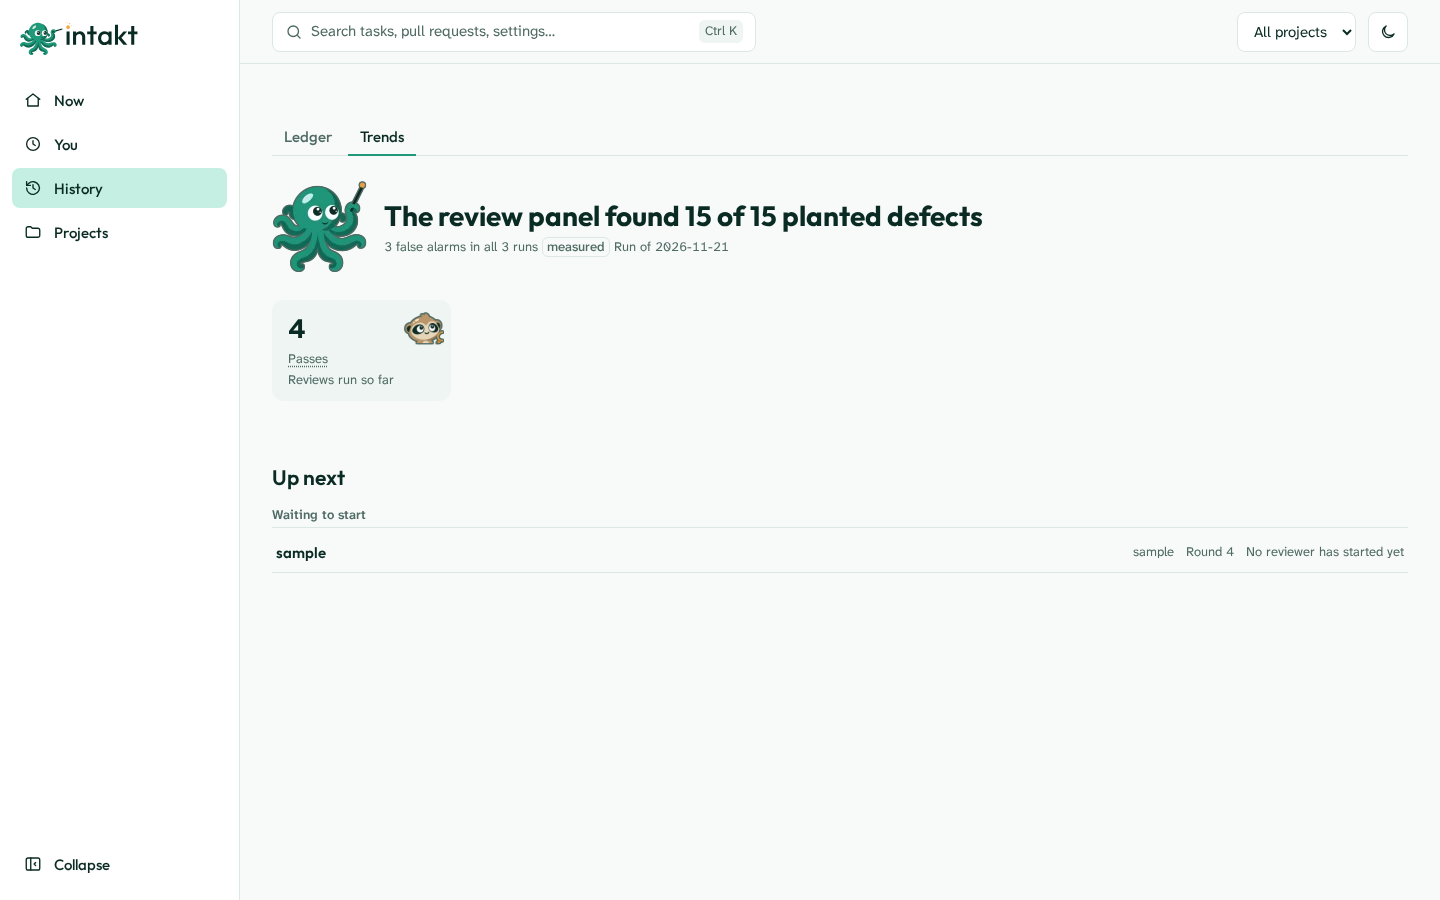 intakt
Search tasks, pull requests, settings...
Ctrl K
All projects
Now
You
History
Projects
Ledger
Trends
The review panel found 15 of 15 planted defects
3 false alarms in all 3 runs measured Run of 2026-11-21
4
Passes
Reviews run so far
Up next
Waiting to start
sample
sample Round 4 No reviewer has started yet
Collapse